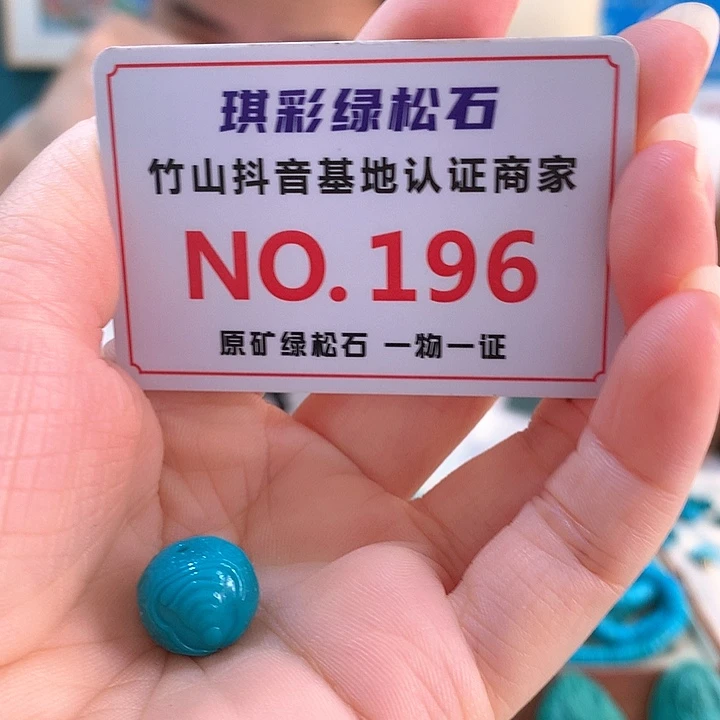 琪彩绿松石
竹山抖音基地认证商家
NO.196
原矿绿松石 一物一证